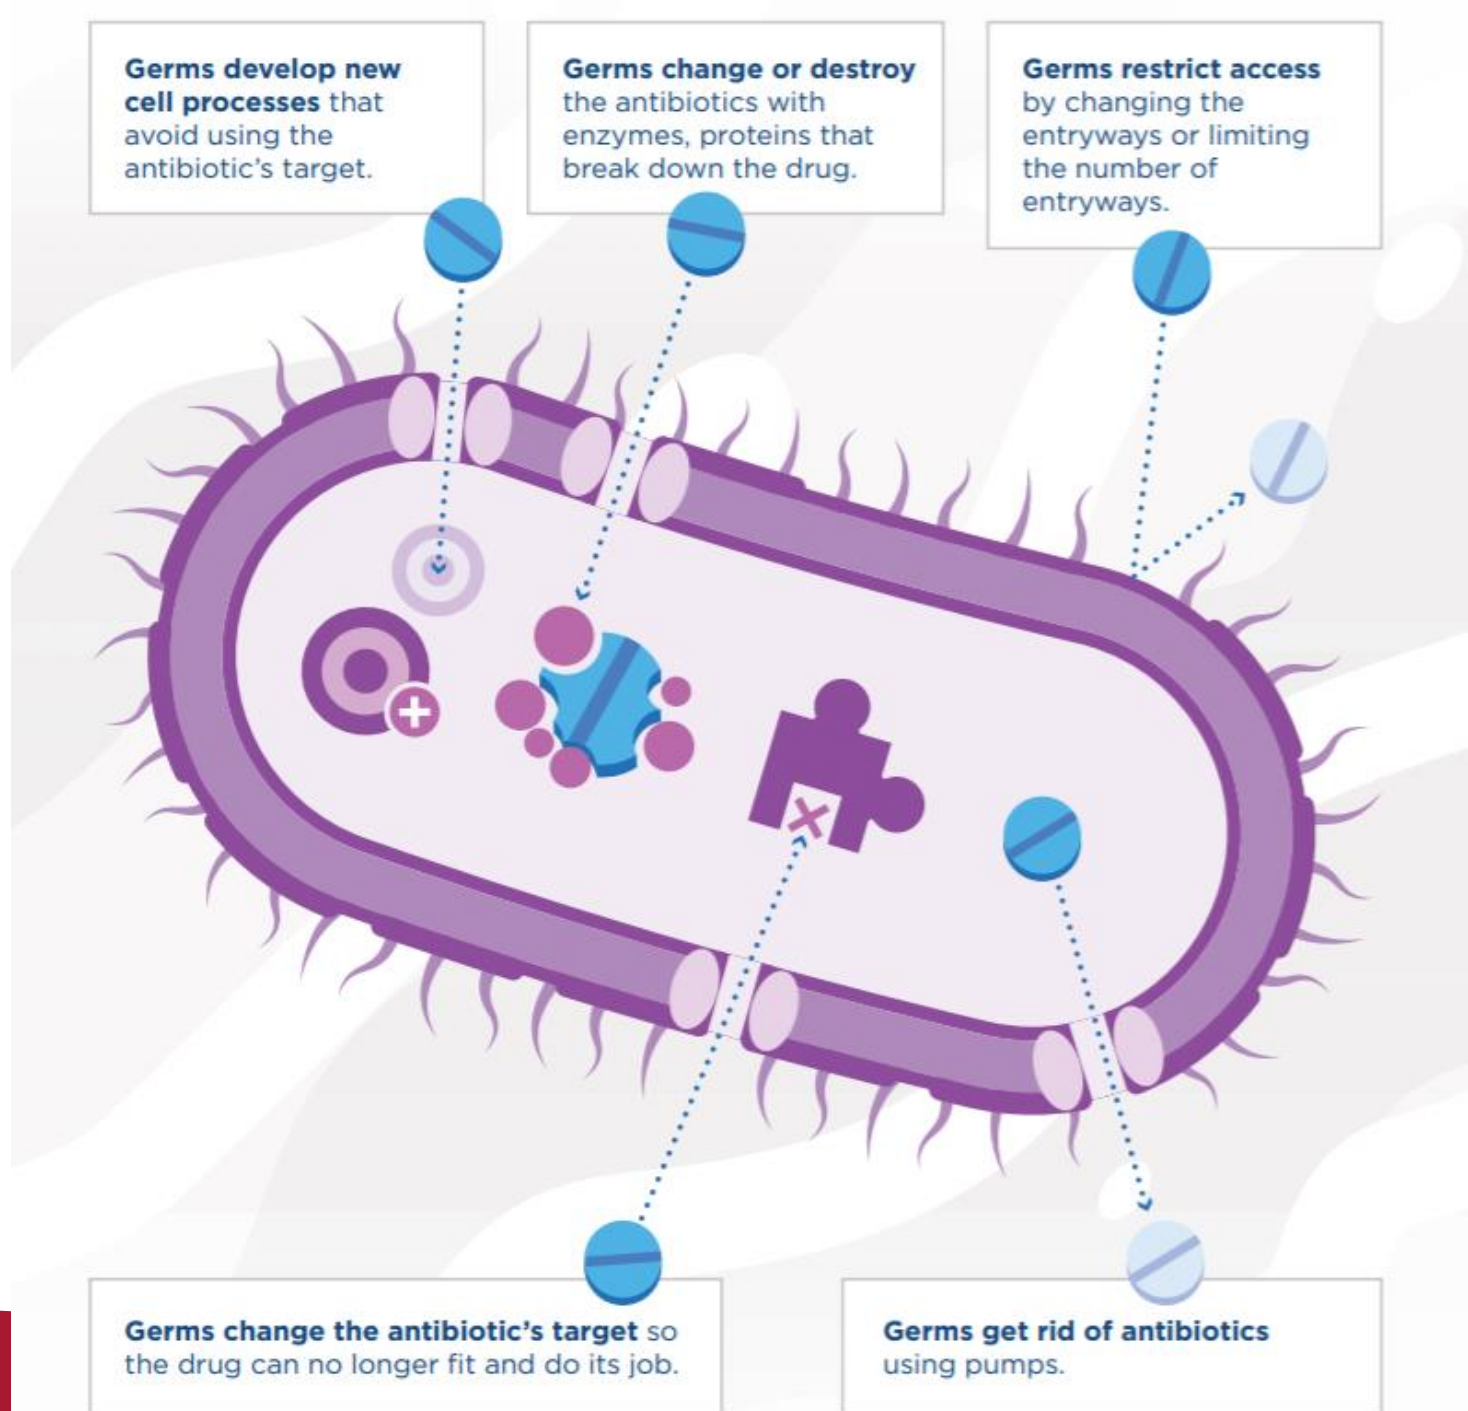 Germs develop new
cell processes that
avoid using the
antibiotic’s target.
Germs change or destroy
the antibiotics with
enzymes, proteins that
break down the drug.
Germs restrict access
by changing the
entryways or limiting
the number of
entryways.
Germs change the antibiotic’s target so
the drug can no longer fit and do its job.
Germs get rid of antibiotics
using pumps.